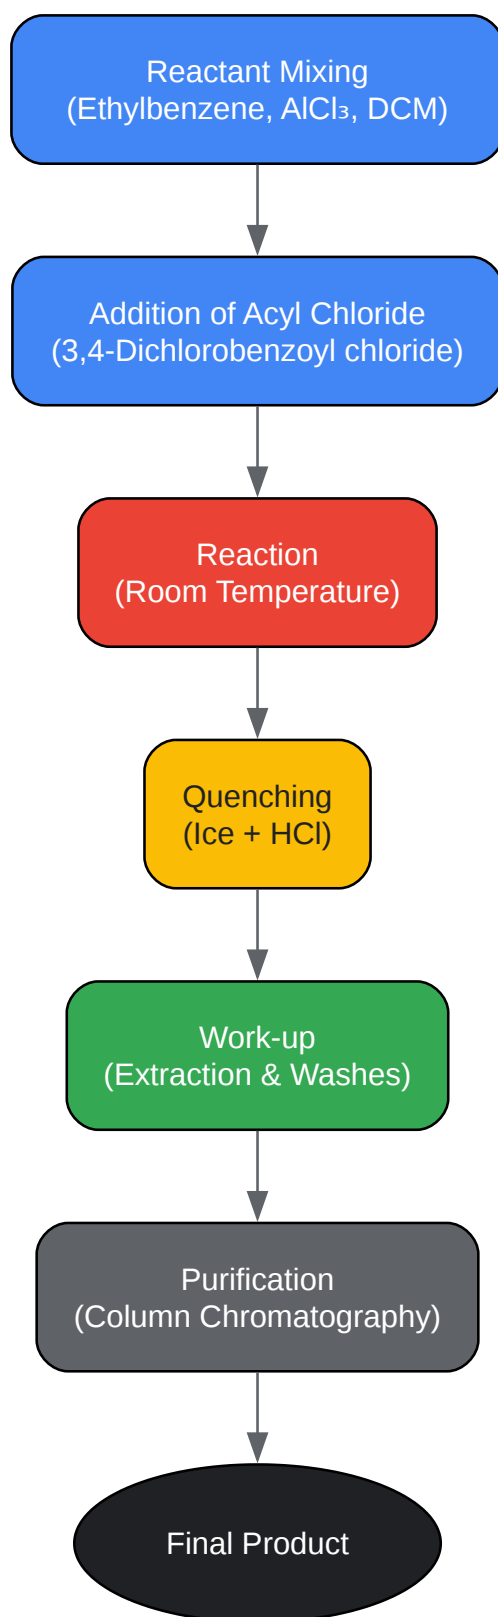 Reactant Mixing
(Ethylbenzene, AlCl₃, DCM)
Addition of Acyl Chloride
(3,4-Dichlorobenzoyl chloride)
Reaction
(Room Temperature)
Quenching
(Ice + HCl)
Work-up
(Extraction & Washes)
Purification
(Column Chromatography)
Final Product